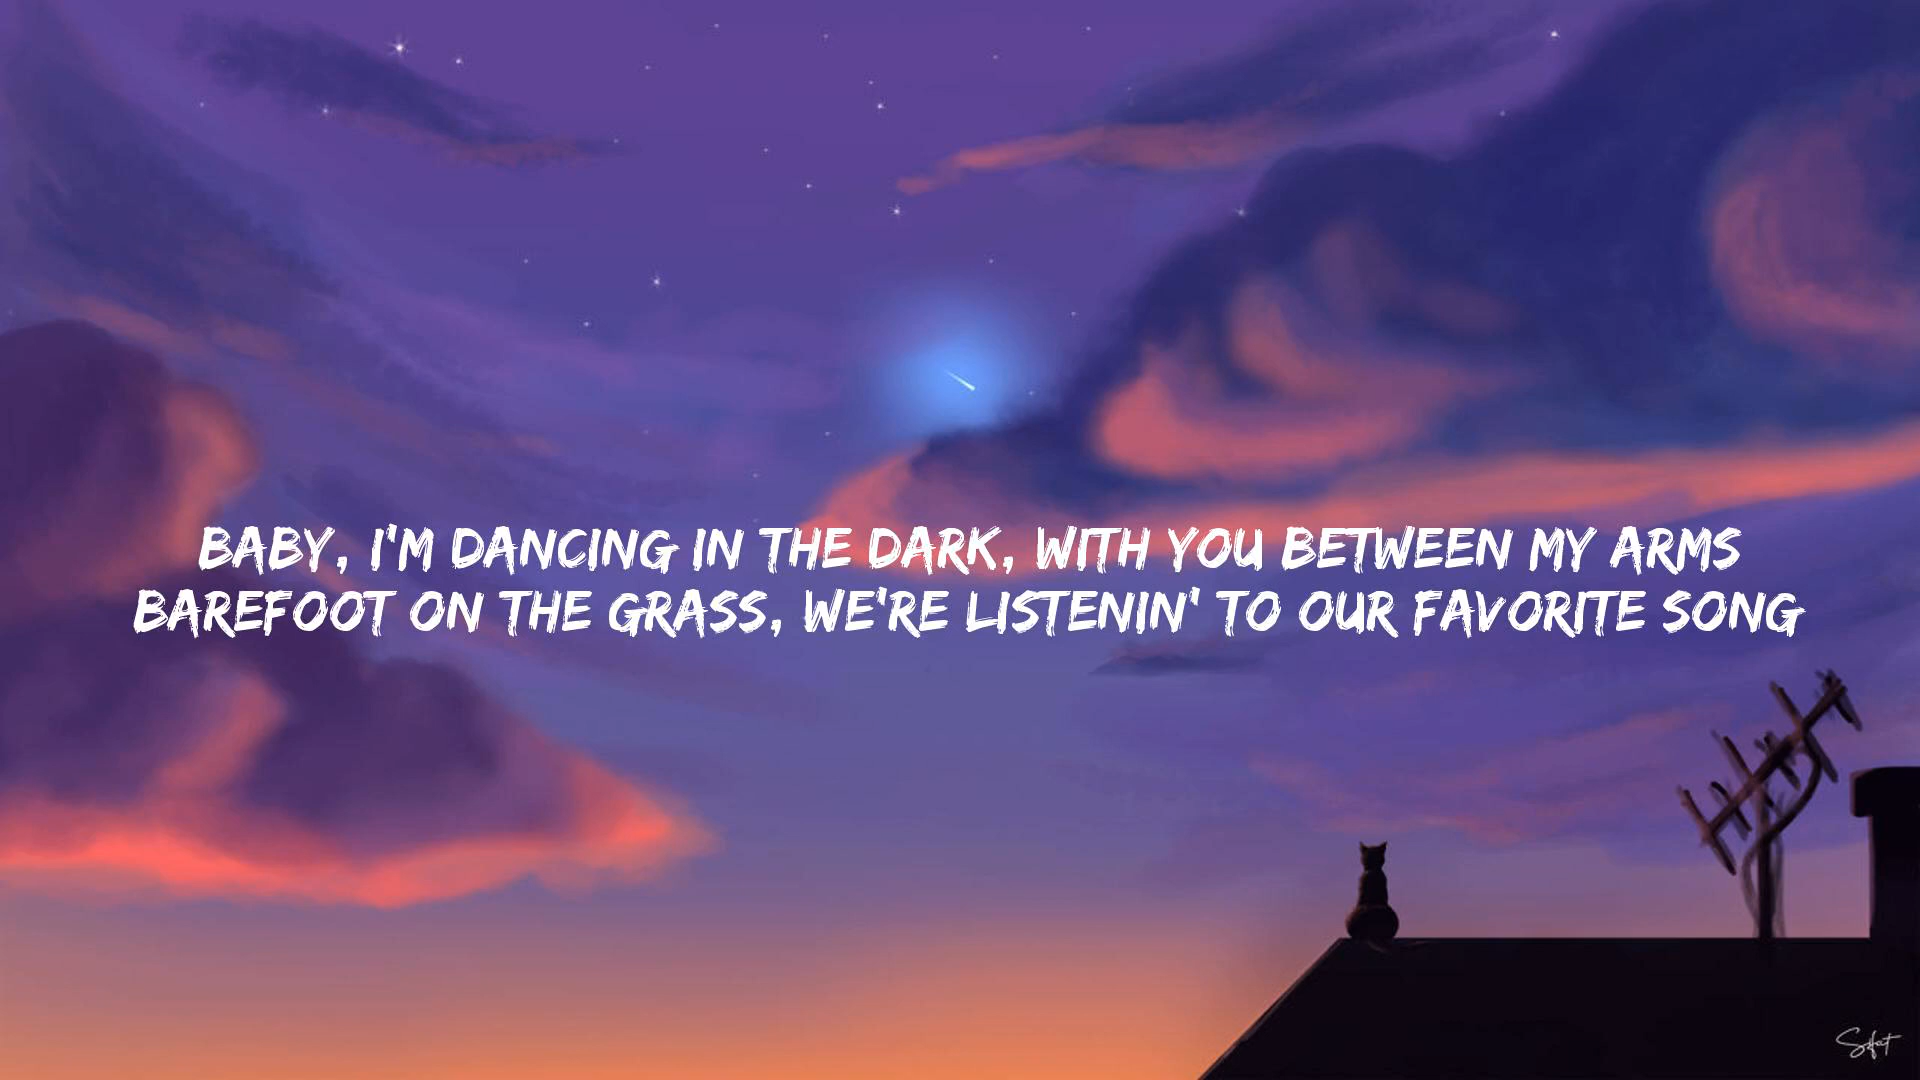 BABY, I'M DANCING IN THE DARK, WITH YOU BETWEEN MY ARMS
BAREFOOT ON THE GRASS, WE'RE LISTENIN' TO OUR FAVORITE SONG